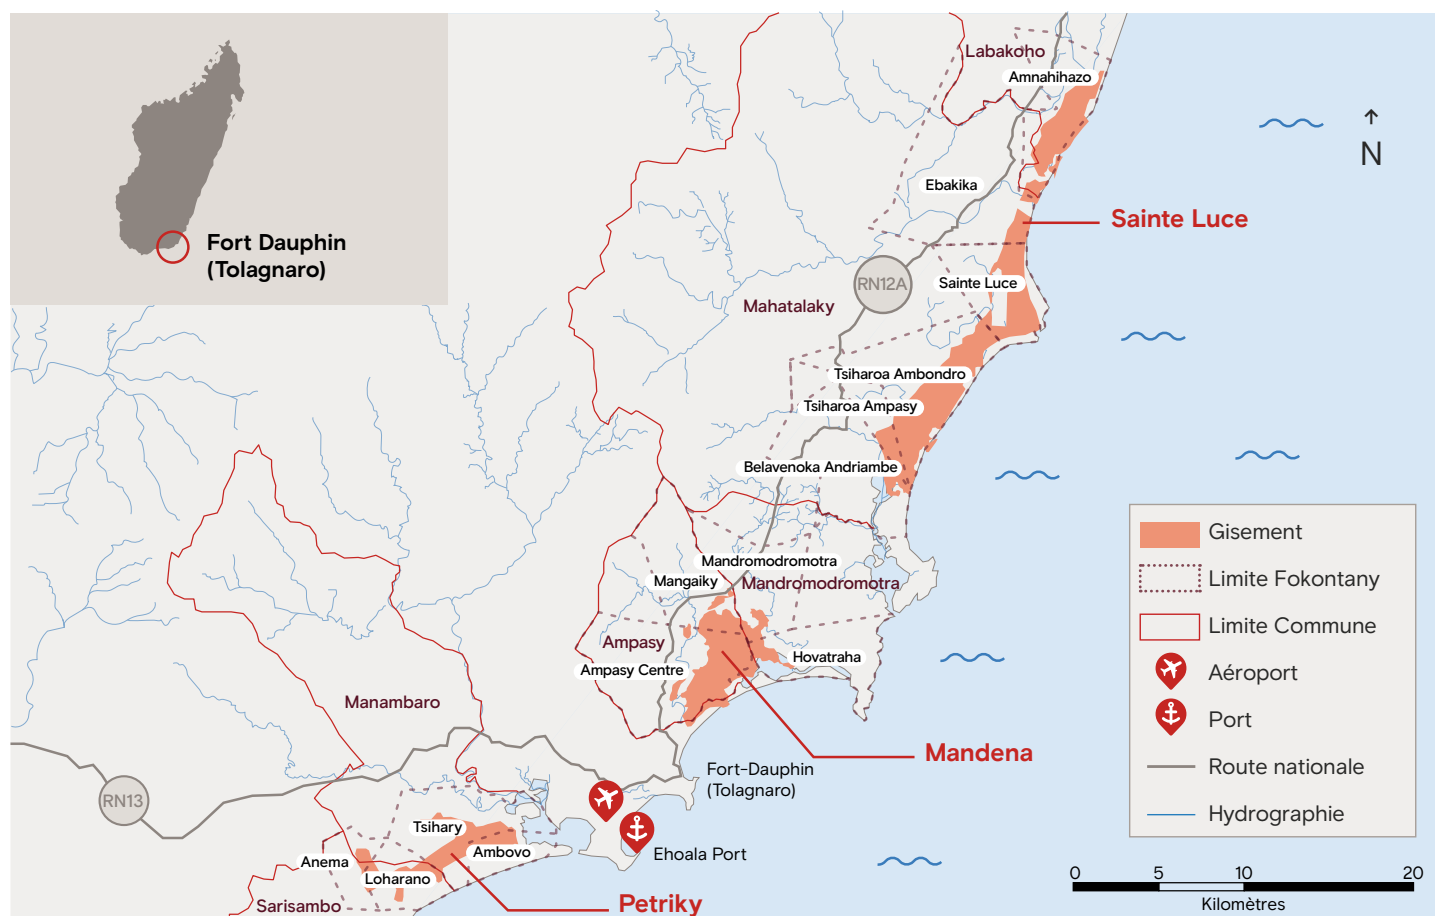 Fort Dauphin
(Tolagnaro)
Labakoho
Amnahihazo
N
Ebakika
Sainte Luce
RN12A
Sainte Luce
Mahatalaky
Tsiharoa Ambondro
Tsiharoa Ampasy
Belavenoka Andriambe
Mandromodromotra
Mangaiky
Mandromodromotra
Ampasy
Ampasy Centre
Hovatraha
Manambaro
Mandena
Fort-Dauphin
(Tolagnaro)
RN13
Tsihary
Ambovo
Anema
Loharano
Ehoala Port
Sarisambo
Petriky
Gisement
Limite Fokontany
Limite Commune
Aéroport
Port
Route nationale
Hydrographie
0 5 10 20
Kilomètres